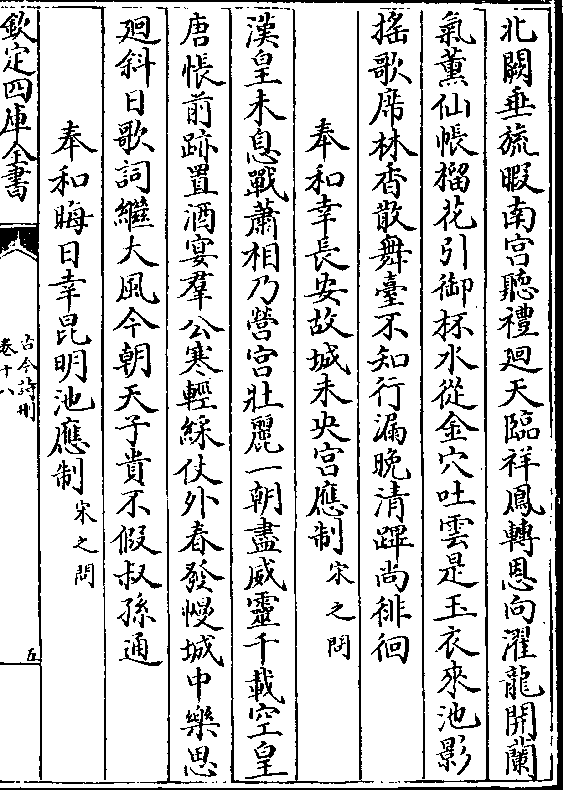 北闕垂旒暇南宮聽禮迴天臨祥鳳轉恩向濯龍開蘭
氣薰仙帳榴花引御杯水從金穴吐雲是玉衣來池影
搖歌席林香散舞臺不知行漏晚清蹕尚徘徊
奉和幸長安故城未央宮應制 宋之問
漢皇未息戰蕭相乃營宮壯麗一朝盡威靈千載空皇
唐悵前跡置酒宴羣公寒輕綵仗外春發幔城中樂思
迴斜日歌詞繼大風今朝天子貴不假叔孫通
奉和晦日幸昆明池應制 宋之問
欽定四庫全書
古今詩刪
卷十八
五